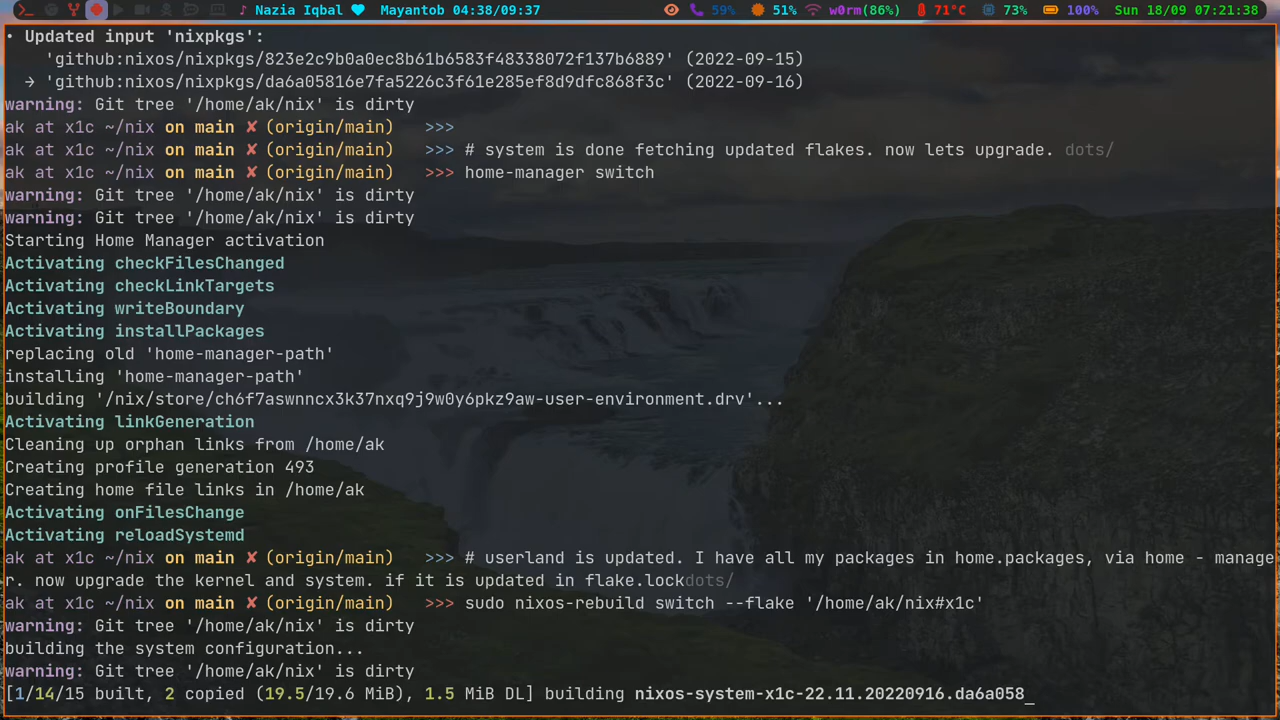 ♪ Nazia Iqbal ♥ Mayantob 04:38/09:37 59% 51% w0rm(86%) 71°C 73% 100% Sun 18/09 07:21:38
• Updated input 'nixpkgs':
'github:nixos/nixpkgs/823e2c9b0a0ec8b61b6583f48338072f137b6889' (2022-09-15)
→ 'github:nixos/nixpkgs/da6a05816e7fa5226c3f61e285ef8d9dfc868f3c' (2022-09-16)
warning: Git tree '/home/ak/nix' is dirty
ak at x1c ~/nix on main ✘ (origin/main) >>>
ak at x1c ~/nix on main ✘ (origin/main) >>> # system is done fetching updated flakes. now lets upgrade. dots/
ak at x1c ~/nix on main ✘ (origin/main) >>> home-manager switch
warning: Git tree '/home/ak/nix' is dirty
warning: Git tree '/home/ak/nix' is dirty
Starting Home Manager activation
Activating checkFilesChanged
Activating checkLinkTargets
Activating writeBoundary
Activating installPackages
replacing old 'home-manager-path'
installing 'home-manager-path'
building '/nix/store/ch6f7aswnncx3k37nxq9j9w0y6pkz9aw-user-environment.drv'...
Activating linkGeneration
Cleaning up orphan links from /home/ak
Creating profile generation 493
Creating home file links in /home/ak
Activating onFilesChange
Activating reloadSystemd
ak at x1c ~/nix on main ✘ (origin/main) >>> # userland is updated. I have all my packages in home.packages, via home - manage
r. now upgrade the kernel and system. if it is updated in flake.lockdots/
ak at x1c ~/nix on main ✘ (origin/main) >>> sudo nixos-rebuild switch --flake '/home/ak/nix#x1c'
warning: Git tree '/home/ak/nix' is dirty
building the system configuration...
warning: Git tree '/home/ak/nix' is dirty
[1/14/15 built, 2 copied (19.5/19.6 MiB), 1.5 MiB DL] building nixos-system-x1c-22.11.20220916.da6a058_